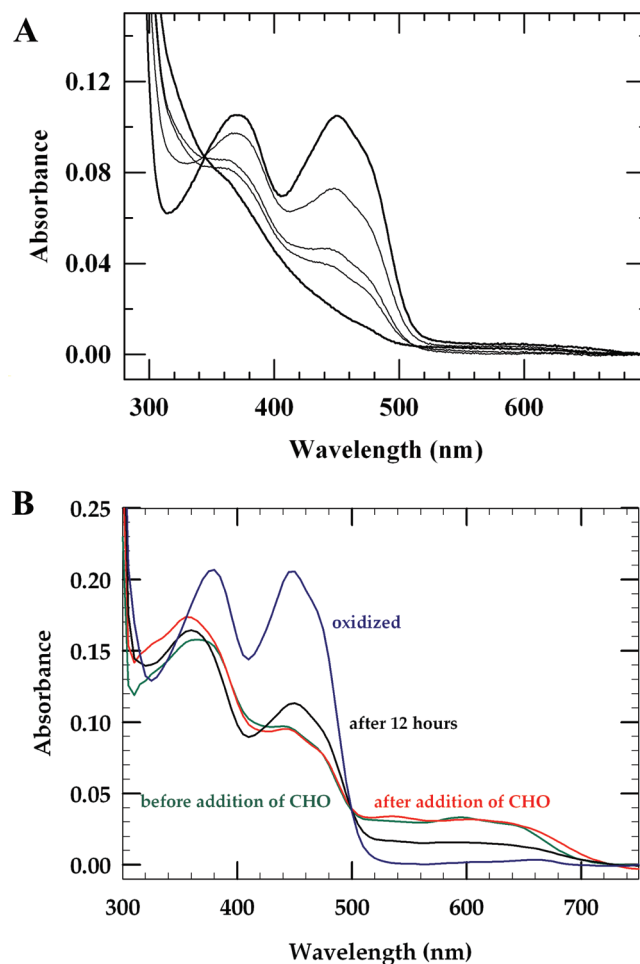 A
0.12
0.08
0.04
0.00
Absorbance
300 400 500 600
Wavelength (nm)
B
0.25
0.20
0.15
0.10
0.05
0.00
Absorbance
oxidized
after 12 hours
before addition of CHO after addition of CHO
300 400 500 600 700
Wavelength (nm)